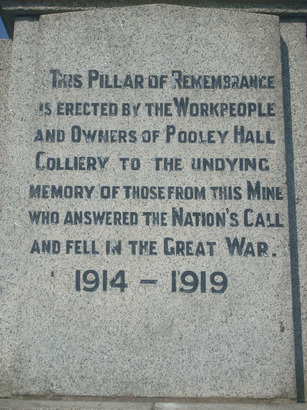 This Pillar of Remembrance
is erected by the Workpeople
and Owners of Pooley Hall
Colliery to the undying
memory of those from this Mine
who answered the Nation's Call
and fell in the Great War.
1914 – 1919